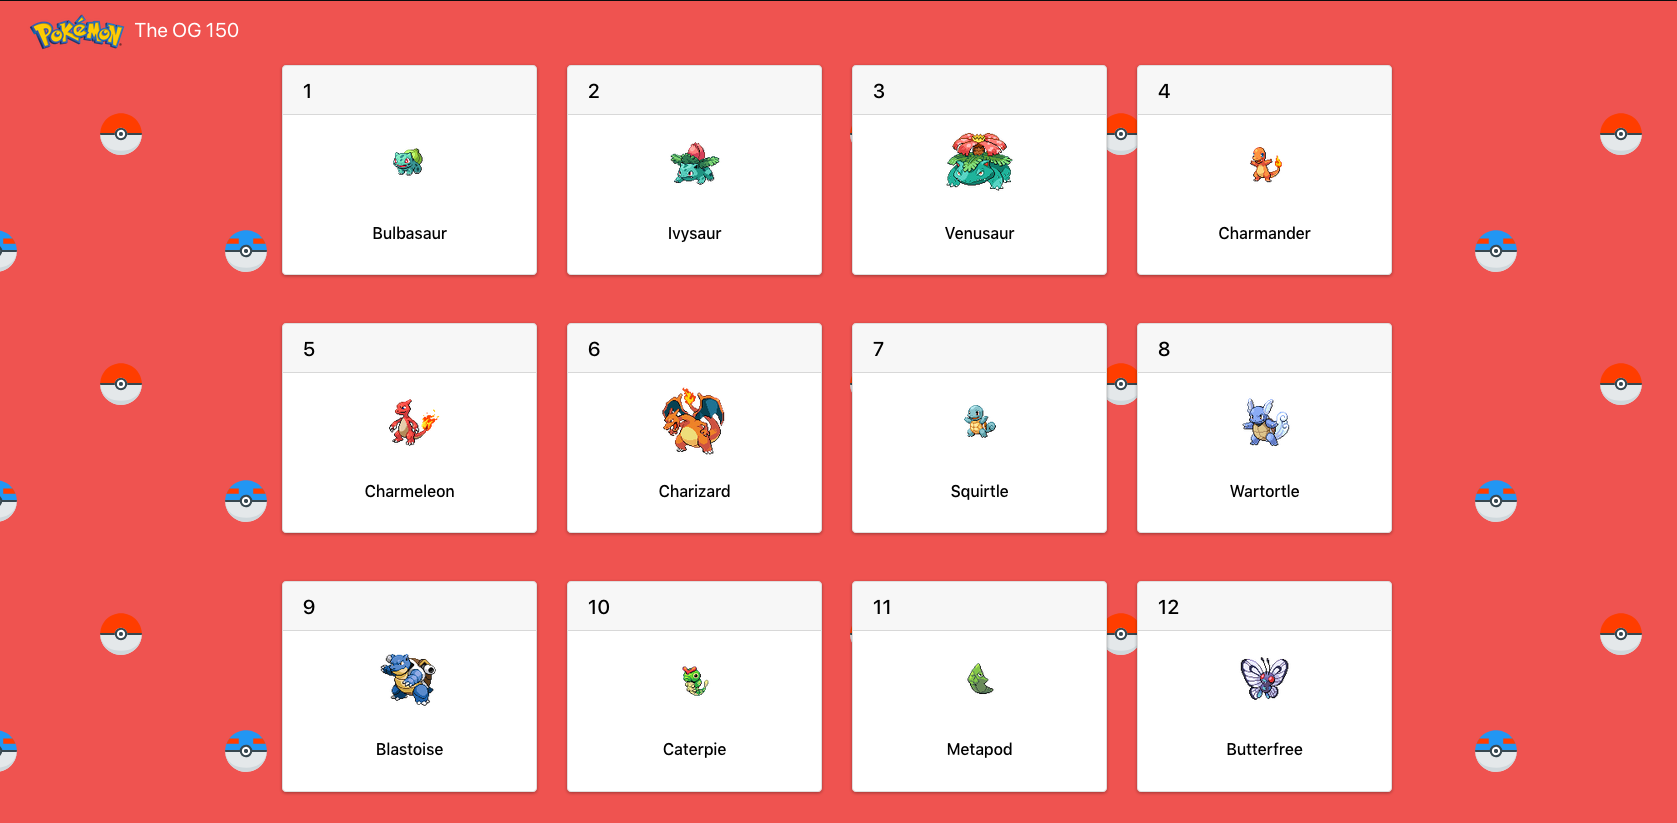 Pokémon The OG 150
1 2 3 4
Bulbasaur Ivysaur Venusaur Charmander
5 6 7 8
Charmeleon Charizard Squirtle Wartortle
9 10 11 12
Blastoise Caterpie Metapod Butterfree